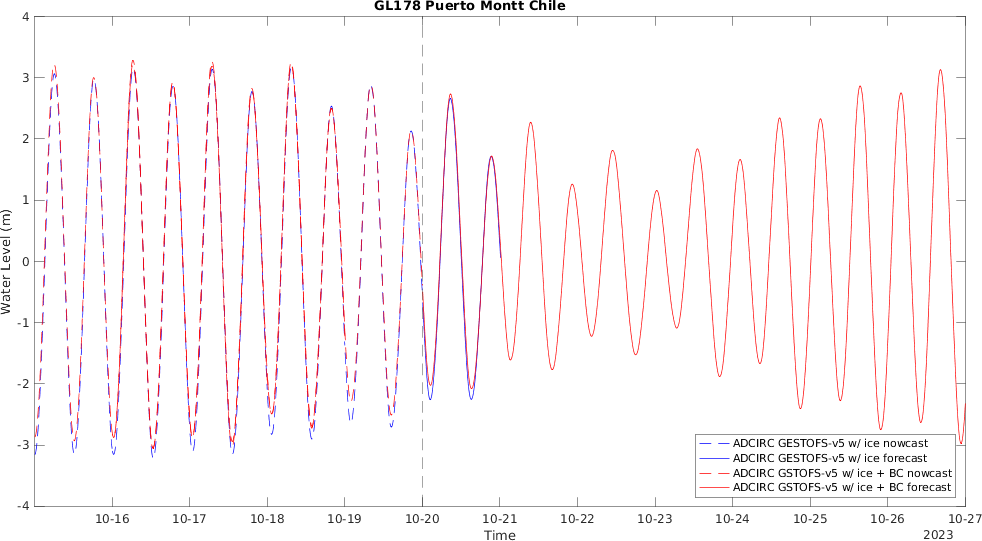 GL178 Puerto Montt Chile
4
3
2
1
0
-1
-2
-3
-4
Water Level (m)
10-16 10-17 10-18 10-19 10-20 10-21 10-22 10-23 10-24 10-25 10-26 10-27
Time
2023
ADCIRC GESTOFS-v5 w/ ice nowcast
ADCIRC GESTOFS-v5 w/ ice forecast
ADCIRC GSTOFS-v5 w/ ice + BC nowcast
ADCIRC GSTOFS-v5 w/ ice + BC forecast